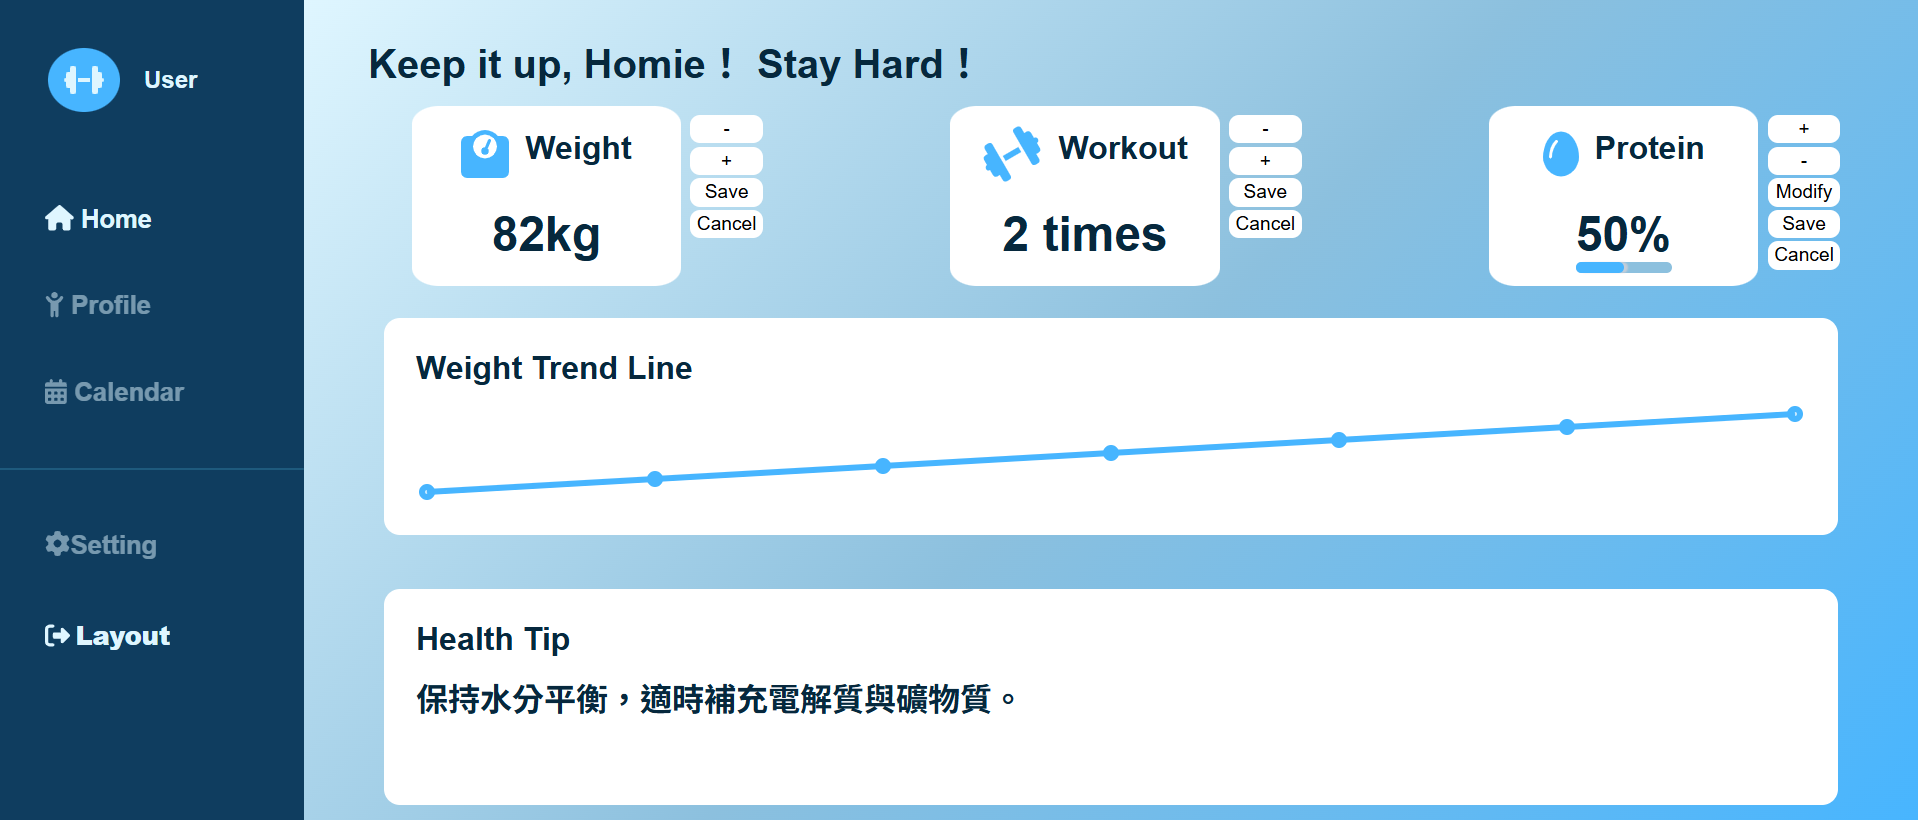 User
Home
Profile
Calendar
Setting
Layout
Keep it up, Homie！ Stay Hard！
Weight
82kg
-
+
Save
Cancel
Workout
2 times
-
+
Save
Cancel
Protein
50%
+
-
Modify
Save
Cancel
Weight Trend Line
Health Tip
保持水分平衡，適時補充電解質與礦物質。